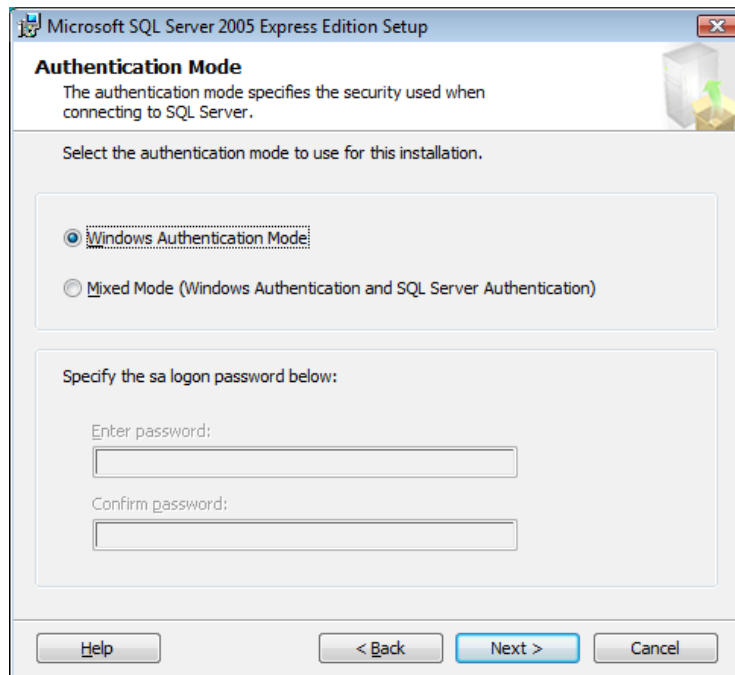 Microsoft SQL Server 2005 Express Edition Setup
Authentication Mode
The authentication mode specifies the security used when
connecting to SQL Server.
Select the authentication mode to use for this installation.
Windows Authentication Mode
Mixed Mode (Windows Authentication and SQL Server Authentication)
Specify the sa logon password below:
Enter password:
Confirm password:
Help < Back Next > Cancel